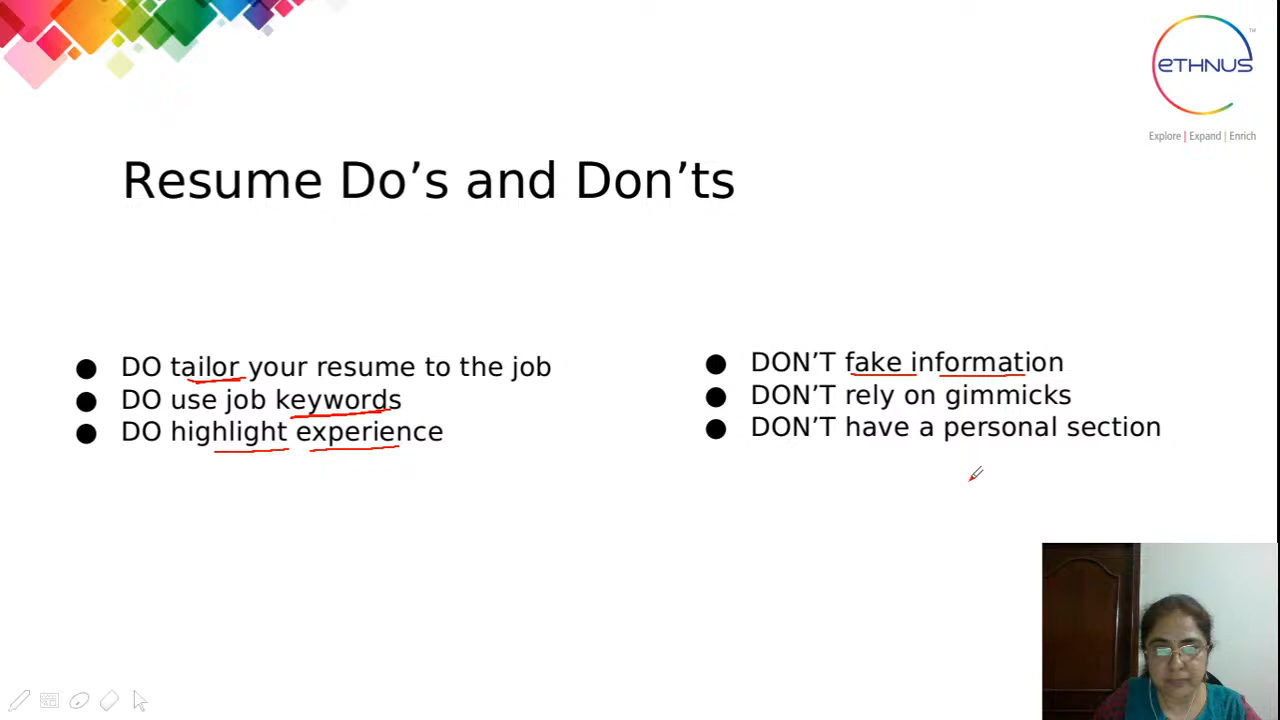 eTHNUS
TM
Explore | Expand | Enrich
Resume Do’s and Don’ts
● DO tailor your resume to the job
● DO use job keywords
● DO highlight experience
● DON’T fake information
● DON’T rely on gimmicks
● DON’T have a personal section